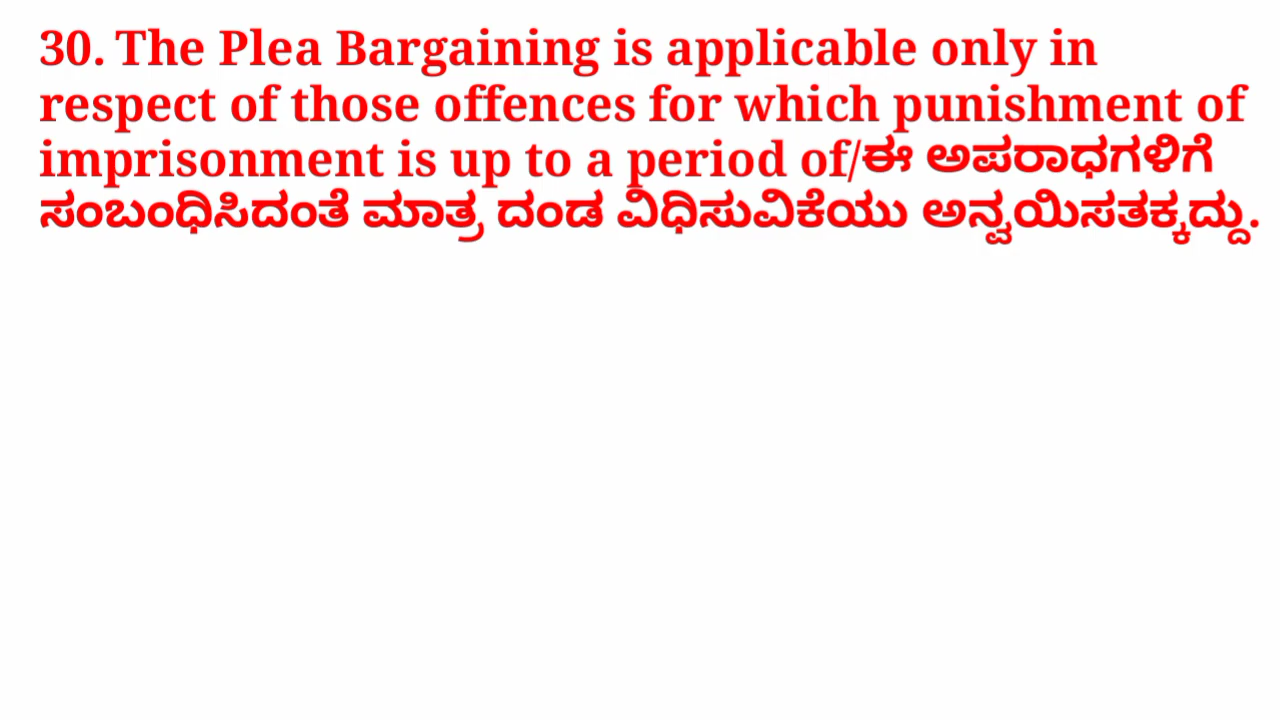 30. The Plea Bargaining is applicable only in
respect of those offences for which punishment of
imprisonment is up to a period of/ಈ ಅಪರಾಧಗಳಿಗೆ
ಸಂಬಂಧಿಸಿದಂತೆ ಮಾತ್ರ ದಂಡ ವಿಧಿಸುವಿಕೆಯು ಅನ್ವಯಿಸತಕ್ಕದ್ದು.